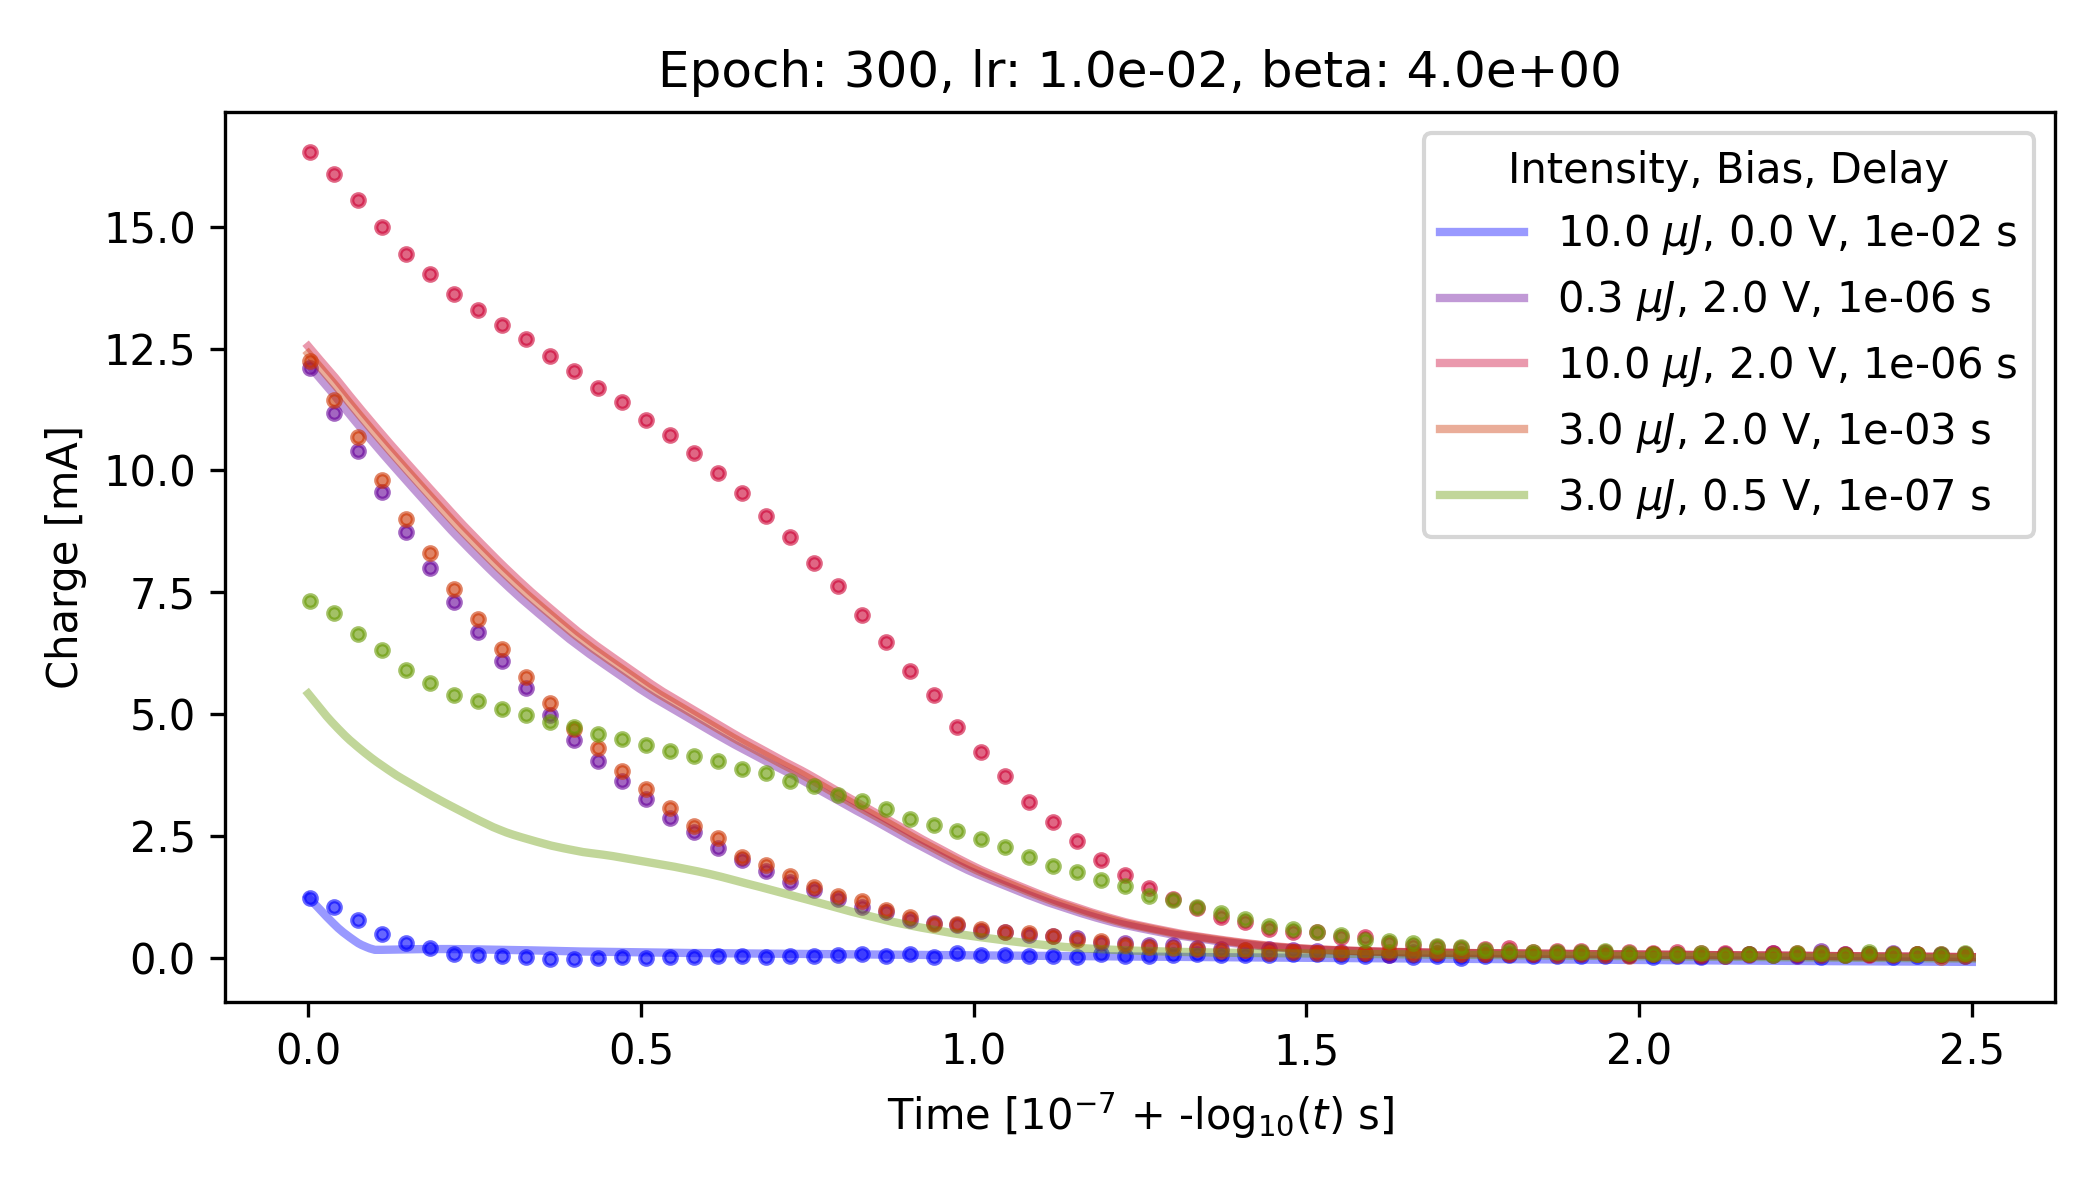 Epoch: 300, lr: 1.0e-02, beta: 4.0e+00
Charge [mA]
15.0
12.5
10.0
7.5
5.0
2.5
0.0
Intensity, Bias, Delay
10.0 μJ, 0.0 V, 1e-02 s
0.3 μJ, 2.0 V, 1e-06 s
10.0 μJ, 2.0 V, 1e-06 s
3.0 μJ, 2.0 V, 1e-03 s
3.0 μJ, 0.5 V, 1e-07 s
0.0 0.5 1.0 1.5 2.0 2.5
Time [10⁻⁷ + -log₁₀(t) s]